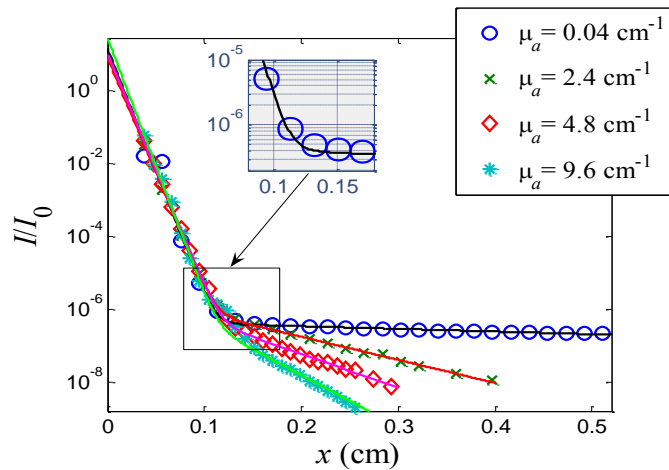 10⁰
10⁻²
10⁻⁴
10⁻⁶
10⁻⁸
I/I₀
0
0.1
0.2
0.3
0.4
0.5
x (cm)
10⁻⁵
10⁻⁶
0.1
0.15
μₐ = 0.04 cm⁻¹
μₐ = 2.4 cm⁻¹
μₐ = 4.8 cm⁻¹
μₐ = 9.6 cm⁻¹